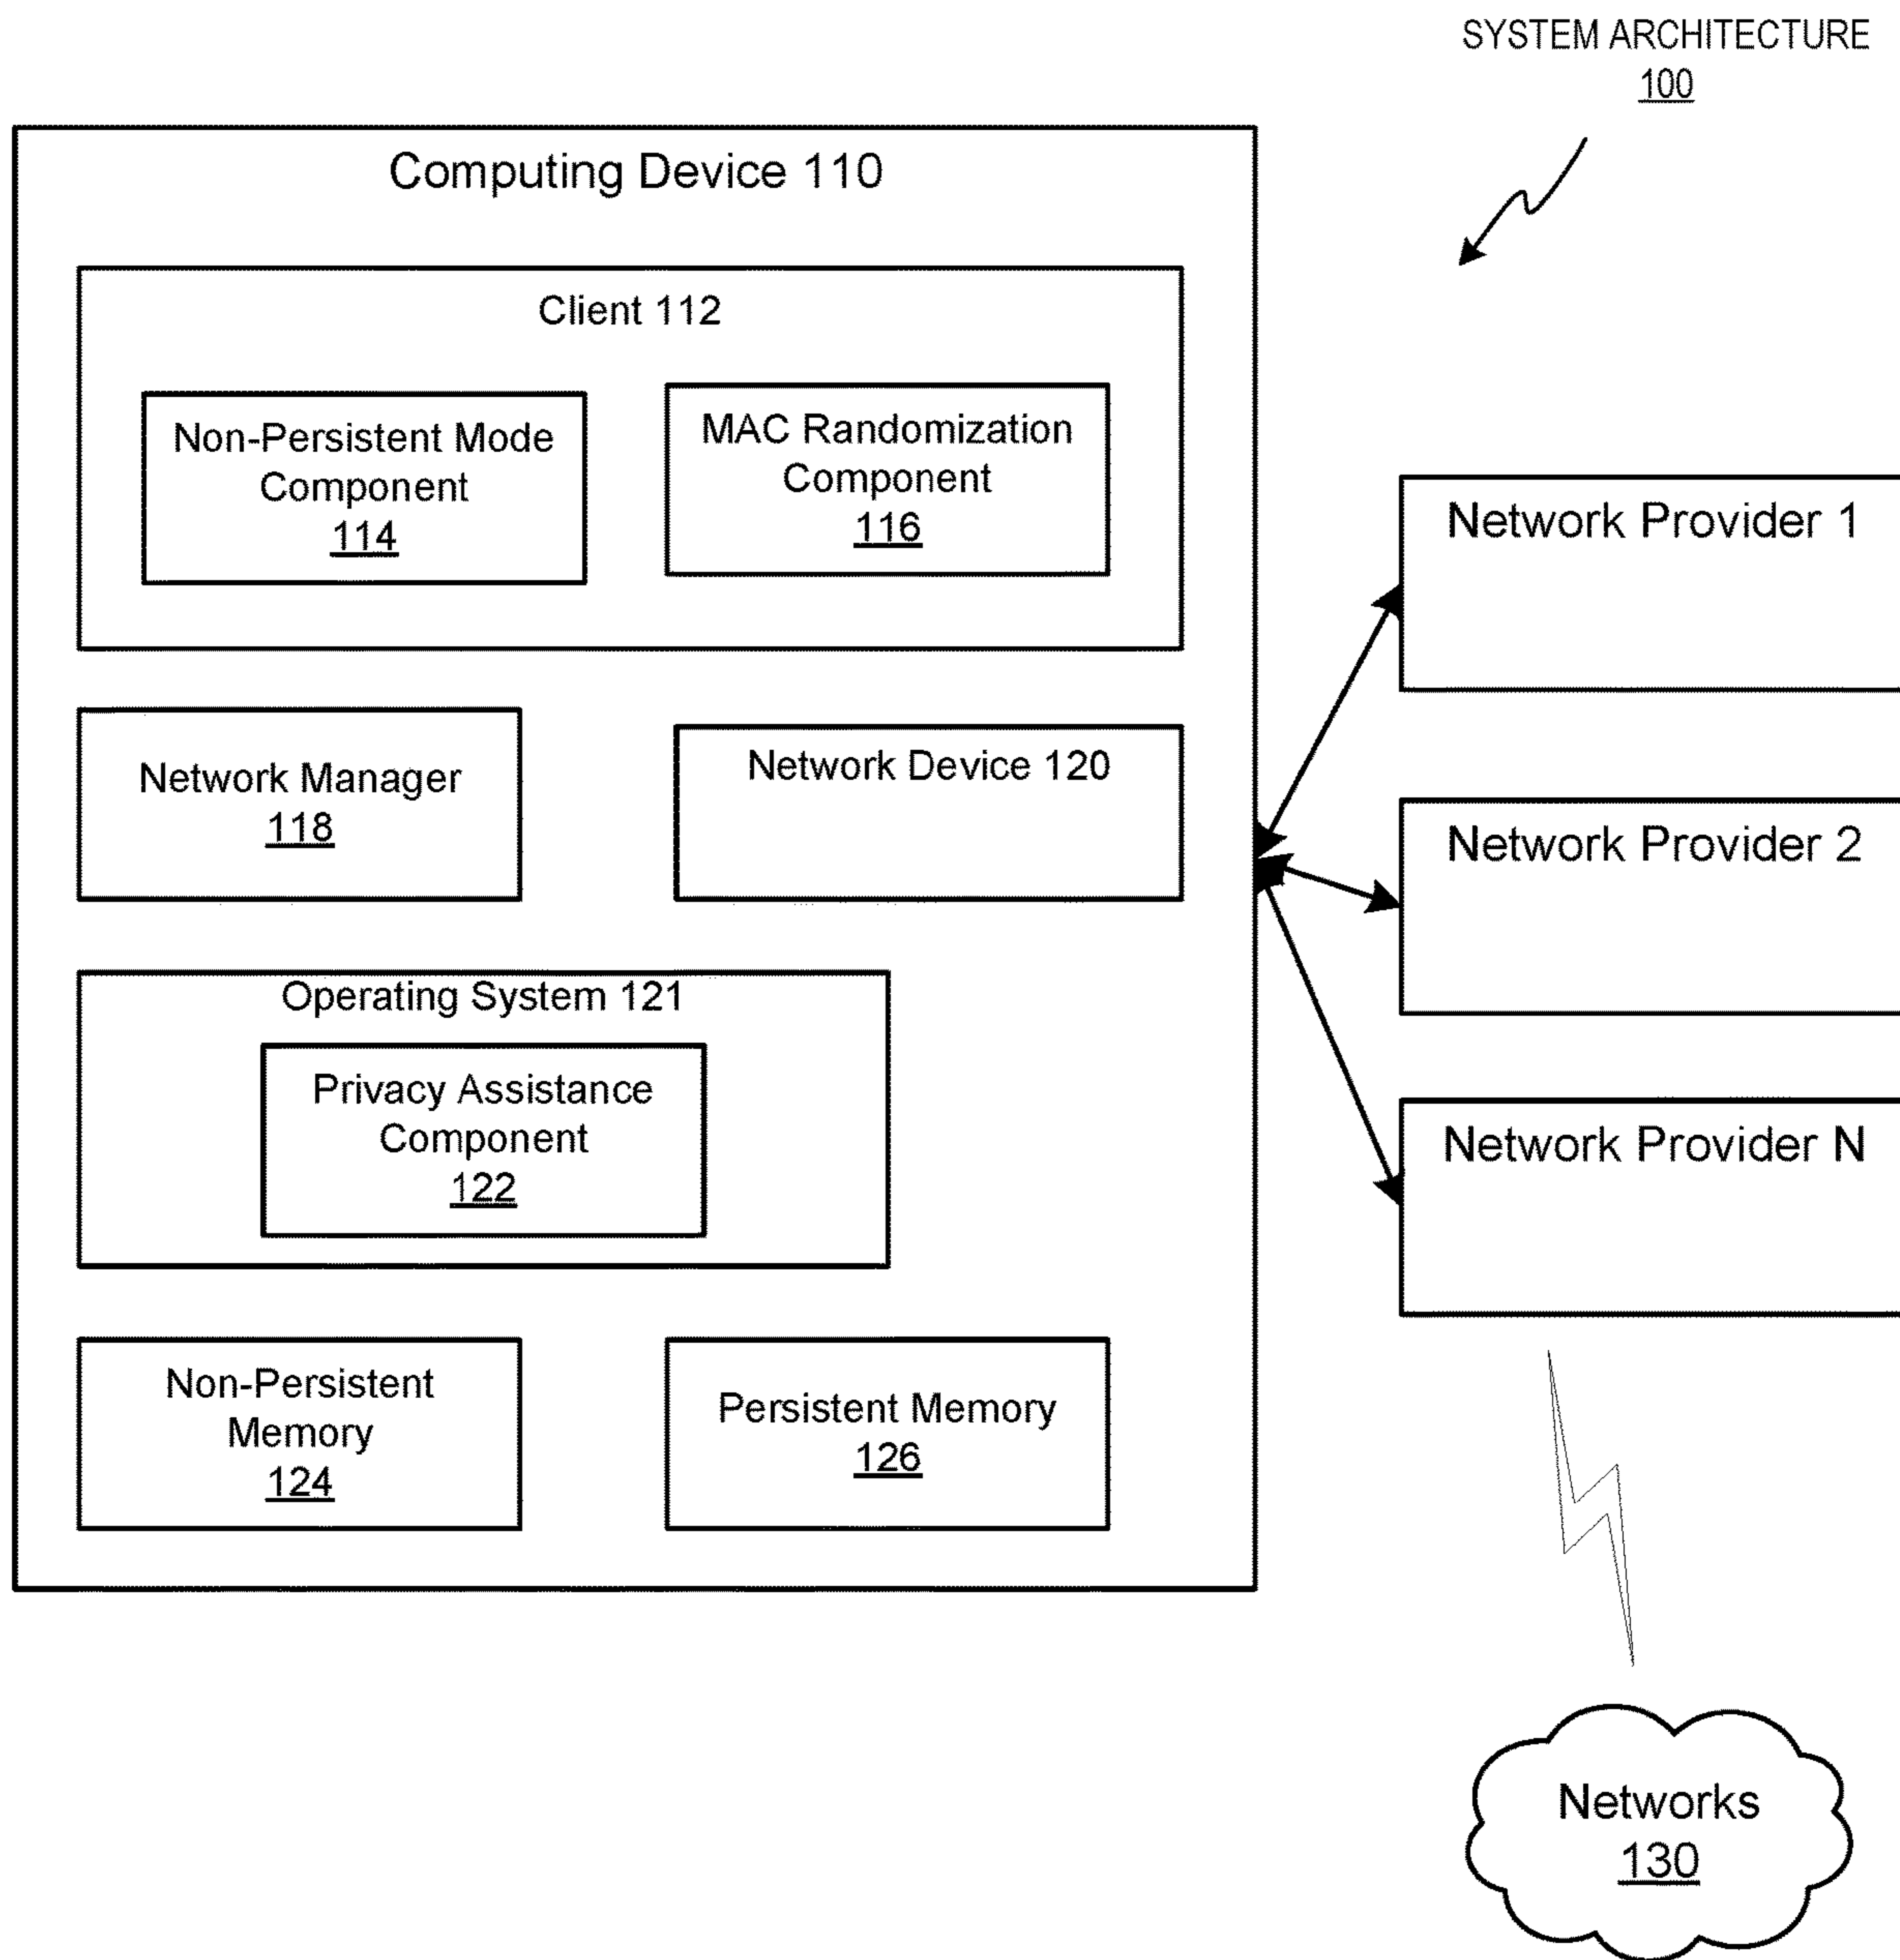 SYSTEM ARCHITECTURE
100
Computing Device 110
Client 112
Non-Persistent Mode
Component
114
MAC Randomization
Component
116
Network Manager
118
Network Device 120
Operating System 121
Privacy Assistance
Component
122
Non-Persistent
Memory
124
Persistent Memory
126
Network Provider 1
Network Provider 2
Network Provider N
Networks
130